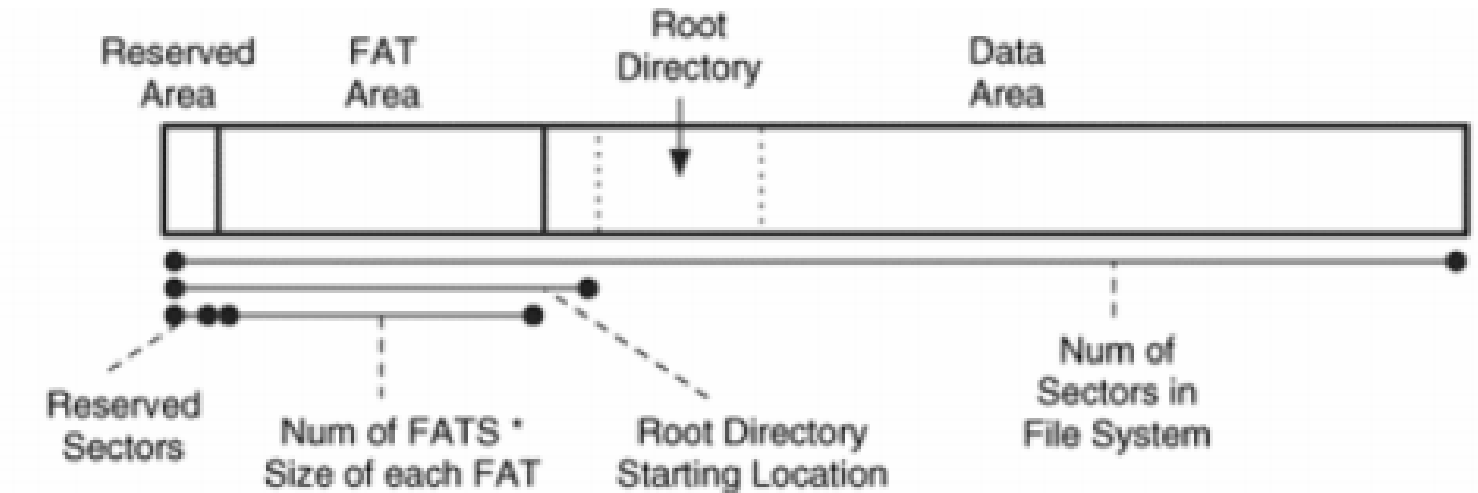 Reserved
Area
FAT
Area
Root
Directory
Data
Area
Reserved
Sectors
Num of FATS *
Size of each FAT
Root Directory
Starting Location
Num of
Sectors in
File System